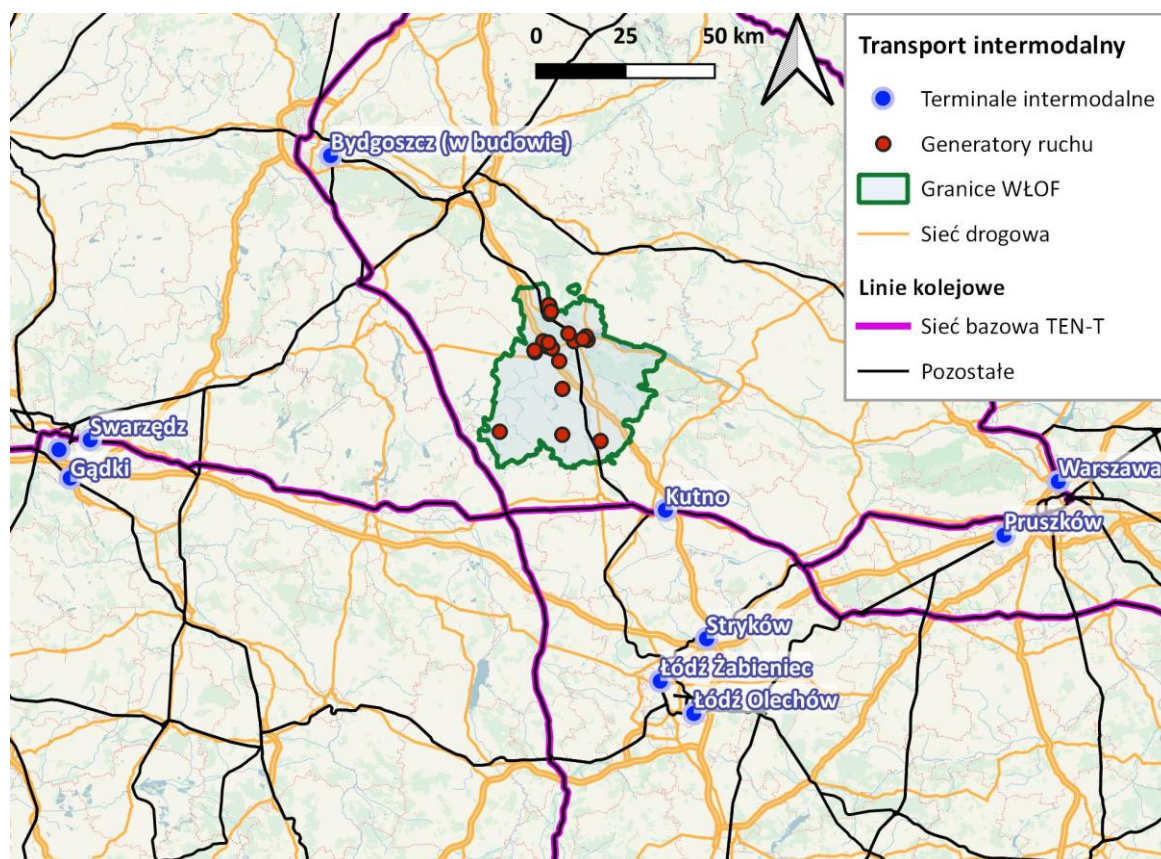 0 25 50 km
Transport intermodalny
Terminale intermodalne
Generatory ruchu
Granice WŁOF
Sieć drogowa
Linie kolejowe
Sieć bazowa TEN-T
Pozostałe
Bydgoszcz (w budowie)
Swarzędz
Gądki
Kutno
Warszawa
Pruszków
Stryków
Łódź Żabieniec
Łódź Olechów